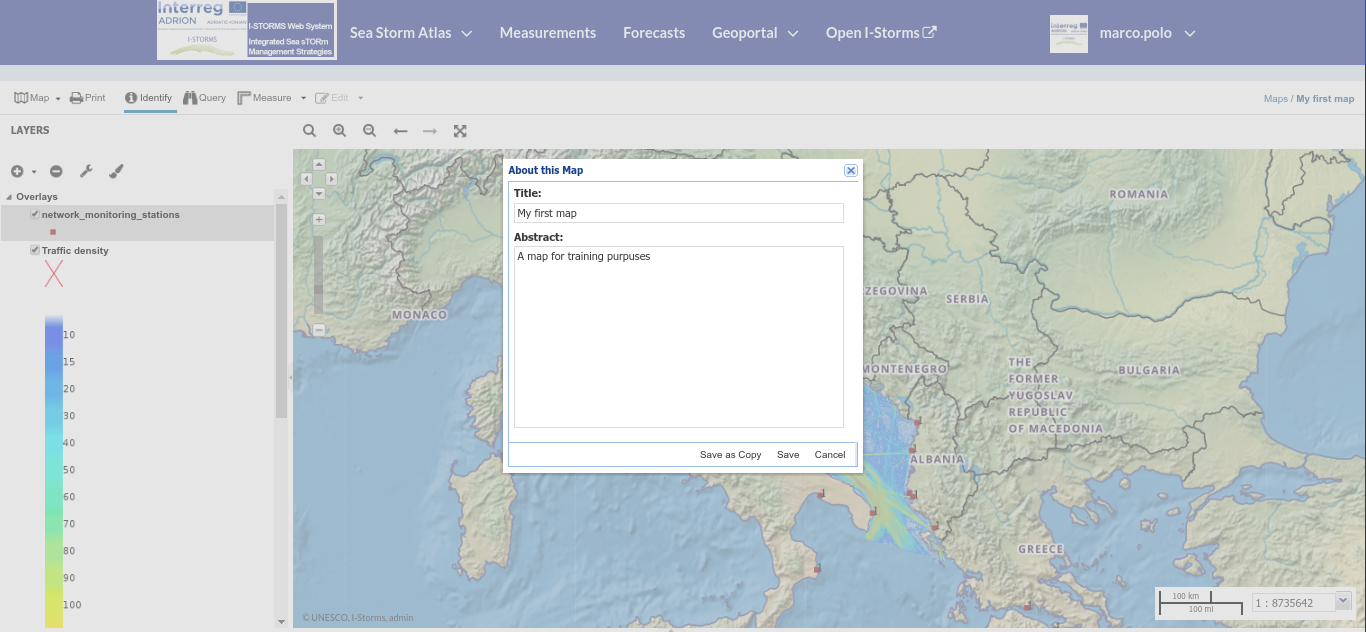 Interreg
ADRION ADRIATIC-IONIAN
I-STORMS
I-STORMS Web System
Integrated Sea sTORm
Management Strategies
Sea Storm Atlas
Measurements
Forecasts
Geoportal
Open I-Storms
marco.polo
Map
Print
Identify
Query
Measure
Edit
Maps / My first map
LAYERS
Overlays
network_monitoring_stations
Traffic density
10
15
20
30
40
50
60
70
80
90
100
About this Map
Title:
My first map
Abstract:
A map for training purpuses
Save as Copy
Save
Cancel
ROMANIA
ZEGOVINA
SERBIA
MONACO
MONTENEGRO
THE
FORMER
YUGOSLAV
REPUBLIC
OF MACEDONIA
BULGARIA
ALBANIA
GREECE
© UNESCO, I-Storms, admin
100 km
100 mi
1 : 8735642